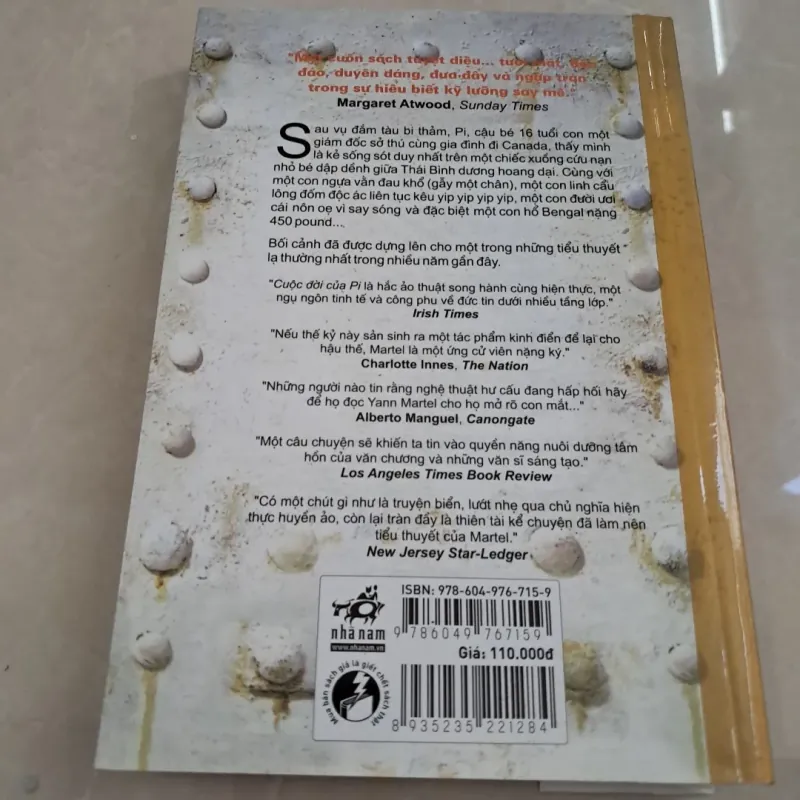 "Một cuốn sách tuyệt diệu... tươi mát, độc
đáo, duyên dáng, đưa đẩy và ngập tràn
trong sự hiểu biết kỹ lưỡng say mê."
Margaret Atwood, Sunday Times
Sau vụ đắm tàu bi thảm, Pi, cậu bé 16 tuổi con một
giám đốc sở thú cùng gia đình đi Canada, thấy mình
là kẻ sống sót duy nhất trên một chiếc xuồng cứu nạn
nhỏ bé dập dềnh giữa Thái Bình dương hoang dại. Cùng với
một con ngựa vằn đau khổ (gẫy một chân), một con linh cẩu
lông đốm độc ác liên tục kêu yip yip yip yip, một con đười ươi
cái nôn oẹ vì say sóng và đặc biệt một con hổ Bengal nặng
450 pound...
Bối cảnh đã được dựng lên cho một trong những tiểu thuyết
lạ thường nhất trong nhiều năm gần đây.
"Cuộc đời của Pi là hắc ảo thuật song hành cùng hiện thực, một
ngụ ngôn tinh tế và công phu về đức tin dưới nhiều tầng lớp."
Irish Times
"Nếu thế kỷ này sản sinh ra một tác phẩm kinh điển để lại cho
hậu thế, Martel là một ứng cử viên nặng ký."
Charlotte Innes, The Nation
"Những người nào tin rằng nghệ thuật hư cấu đang hấp hối hãy
để họ đọc Yann Martel cho họ mở rõ con mắt..."
Alberto Manguel, Canongate
"Một câu chuyện sẽ khiến ta tin vào quyền năng nuôi dưỡng tâm
hồn của văn chương và những văn sĩ sáng tạo."
Los Angeles Times Book Review
"Có một chút gì như là truyện biển, lướt nhẹ qua chủ nghĩa hiện
thực huyền ảo, còn lại tràn đầy là thiên tài kể chuyện đã làm nên
tiểu thuyết của Martel."
New Jersey Star-Ledger
nhã nam
www.nhanam.vn
Mua bán sách giả là giết chết sách thật
ISBN: 978-604-976-715-9
9 786049 767159
Giá: 110.000đ
8 935235 221284